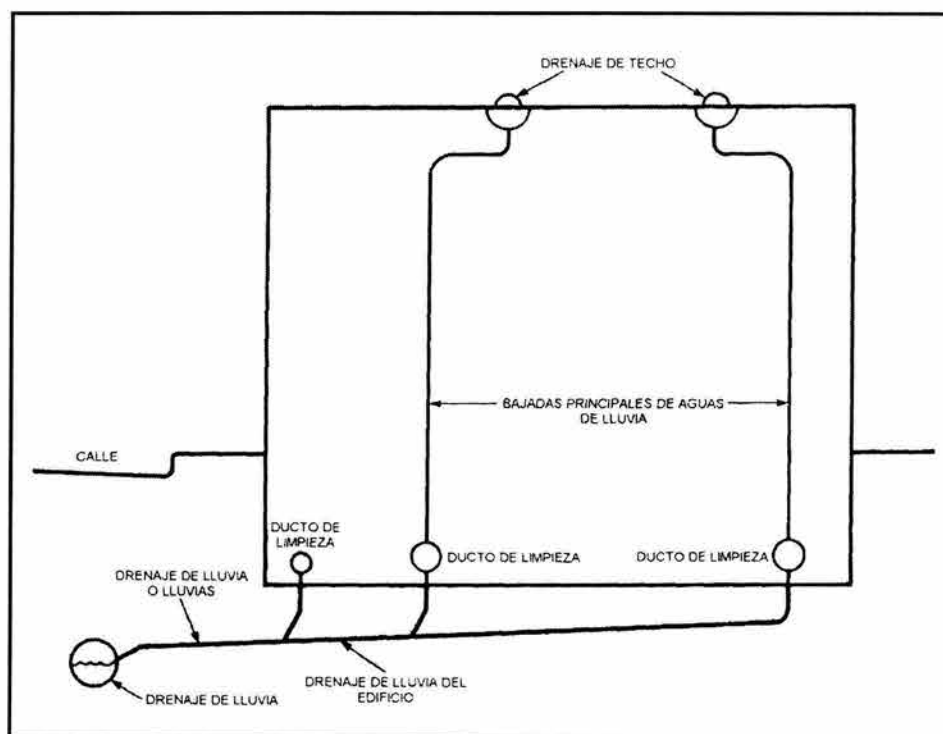 DRENAJE DE TECHO
BAJADAS PRINCIPALES DE AGUAS
DE LLUVIA
CALLE
DUCTO DE
LIMPIEZA
DUCTO DE LIMPIEZA
DUCTO DE LIMPIEZA
DRENAJE DE LLUVIA
O LLUVIAS
DRENAJE DE LLUVIA DEL
EDIFICIO
DRENAJE DE LLUVIA